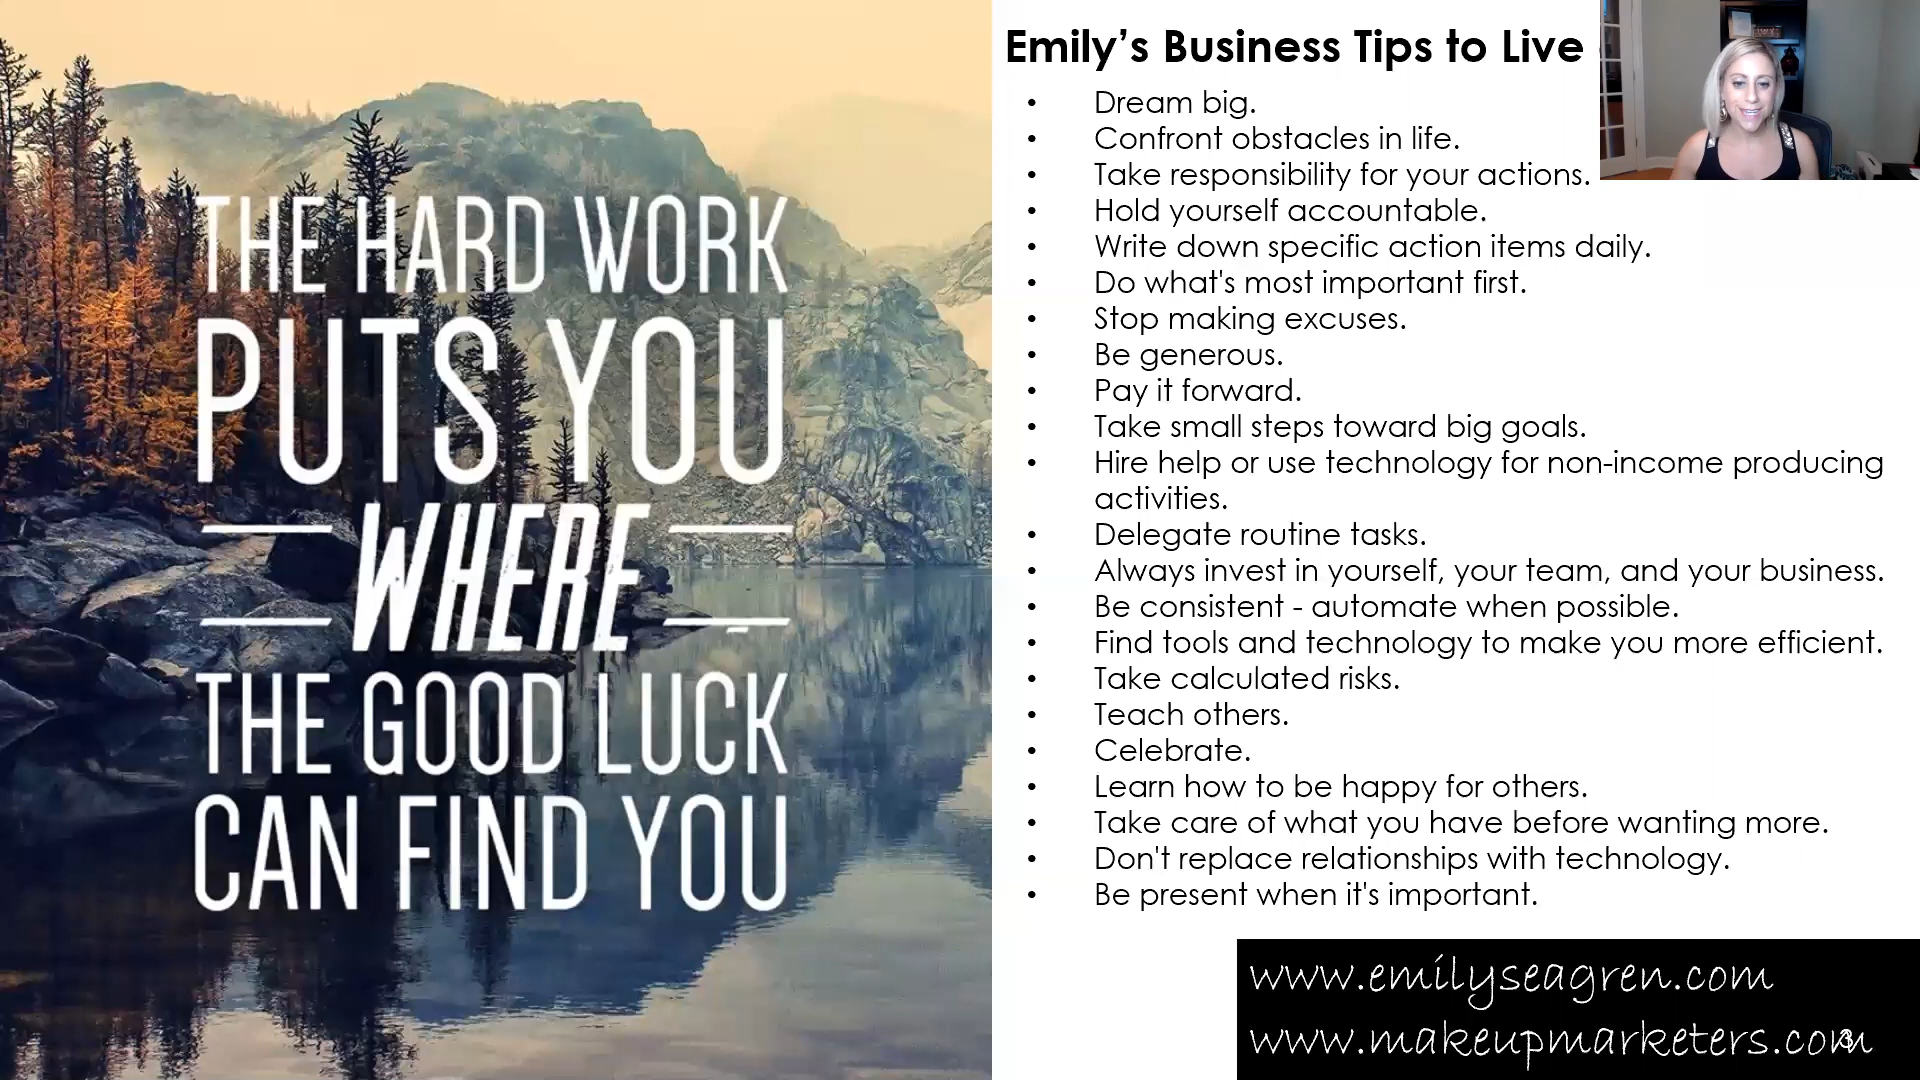 THE HARD WORK
PUTS YOU
WHERE
THE GOOD LUCK
CAN FIND YOU
Emily’s Business Tips to Live
• Dream big.
• Confront obstacles in life.
• Take responsibility for your actions.
• Hold yourself accountable.
• Write down specific action items daily.
• Do what's most important first.
• Stop making excuses.
• Be generous.
• Pay it forward.
• Take small steps toward big goals.
• Hire help or use technology for non-income producing
activities.
• Delegate routine tasks.
• Always invest in yourself, your team, and your business.
• Be consistent - automate when possible.
• Find tools and technology to make you more efficient.
• Take calculated risks.
• Teach others.
• Celebrate.
• Learn how to be happy for others.
• Take care of what you have before wanting more.
• Don't replace relationships with technology.
• Be present when it's important.
www.emilyseagren.com
www.makeupmarketers.com